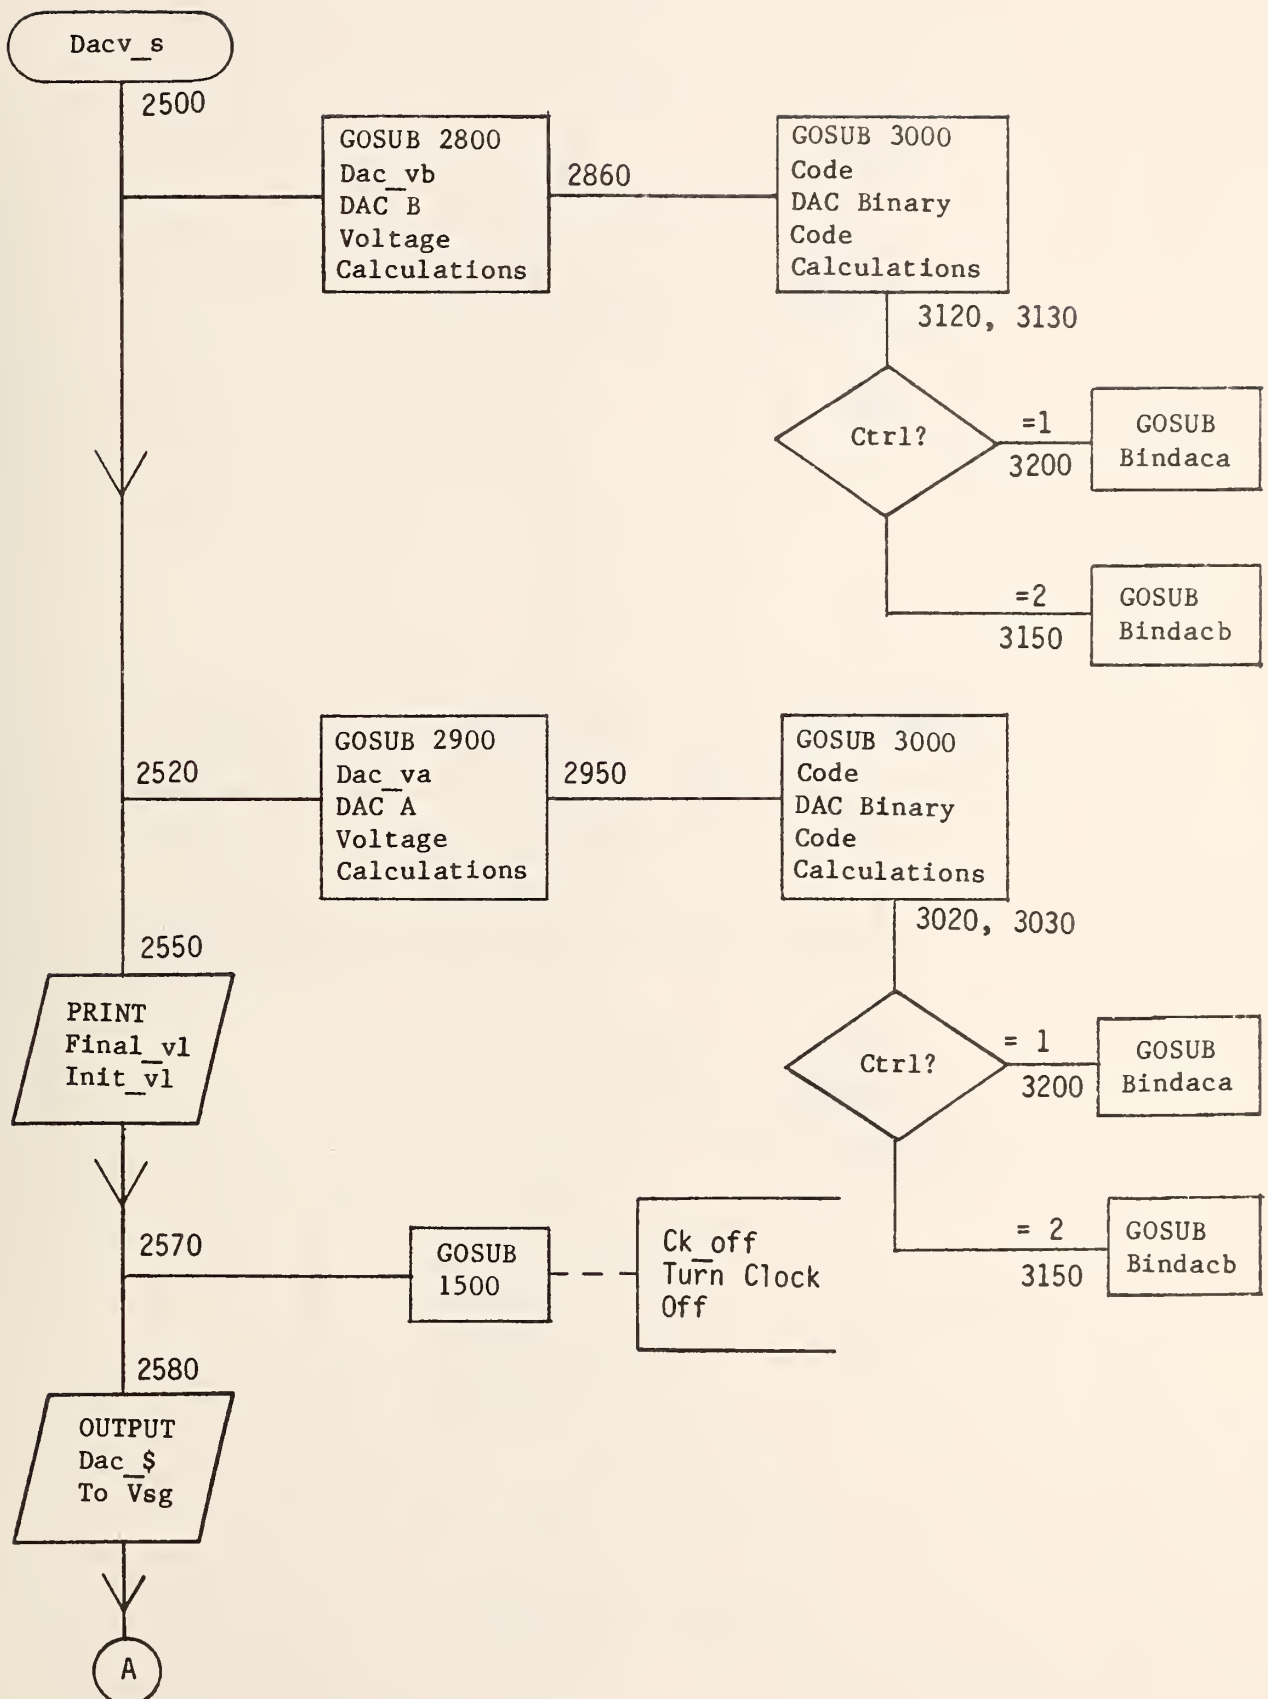 Dacv_s
2500
GOSUB 2800
Dac_vb
DAC B
Voltage
Calculations
2860
GOSUB 3000
Code
DAC Binary
Code
Calculations
3120, 3130
Ctrl?
=1
3200
GOSUB
Bindaca
=2
3150
GOSUB
Bindacb
2520
GOSUB 2900
Dac_va
DAC A
Voltage
Calculations
2950
GOSUB 3000
Code
DAC Binary
Code
Calculations
3020, 3030
Ctrl?
= 1
3200
GOSUB
Bindaca
= 2
3150
GOSUB
Bindacb
2550
PRINT
Final_vl
Init_vl
2570
GOSUB
1500
Ck_off
Turn Clock
Off
2580
OUTPUT
Dac_$
To Vsg
A